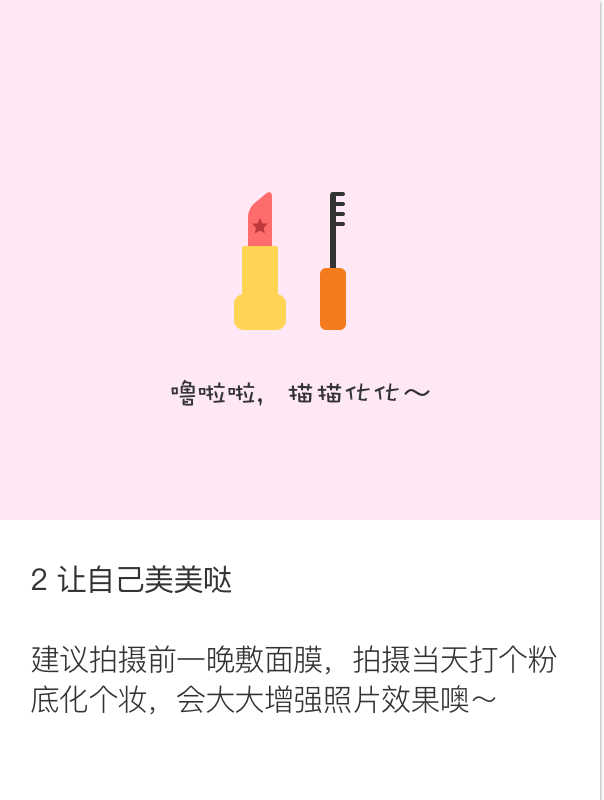 噜啦啦，描描化化～
2 让自己美美哒
建议拍摄前一晚敷面膜，拍摄当天打个粉
底化个妆，会大大增强照片效果噢～